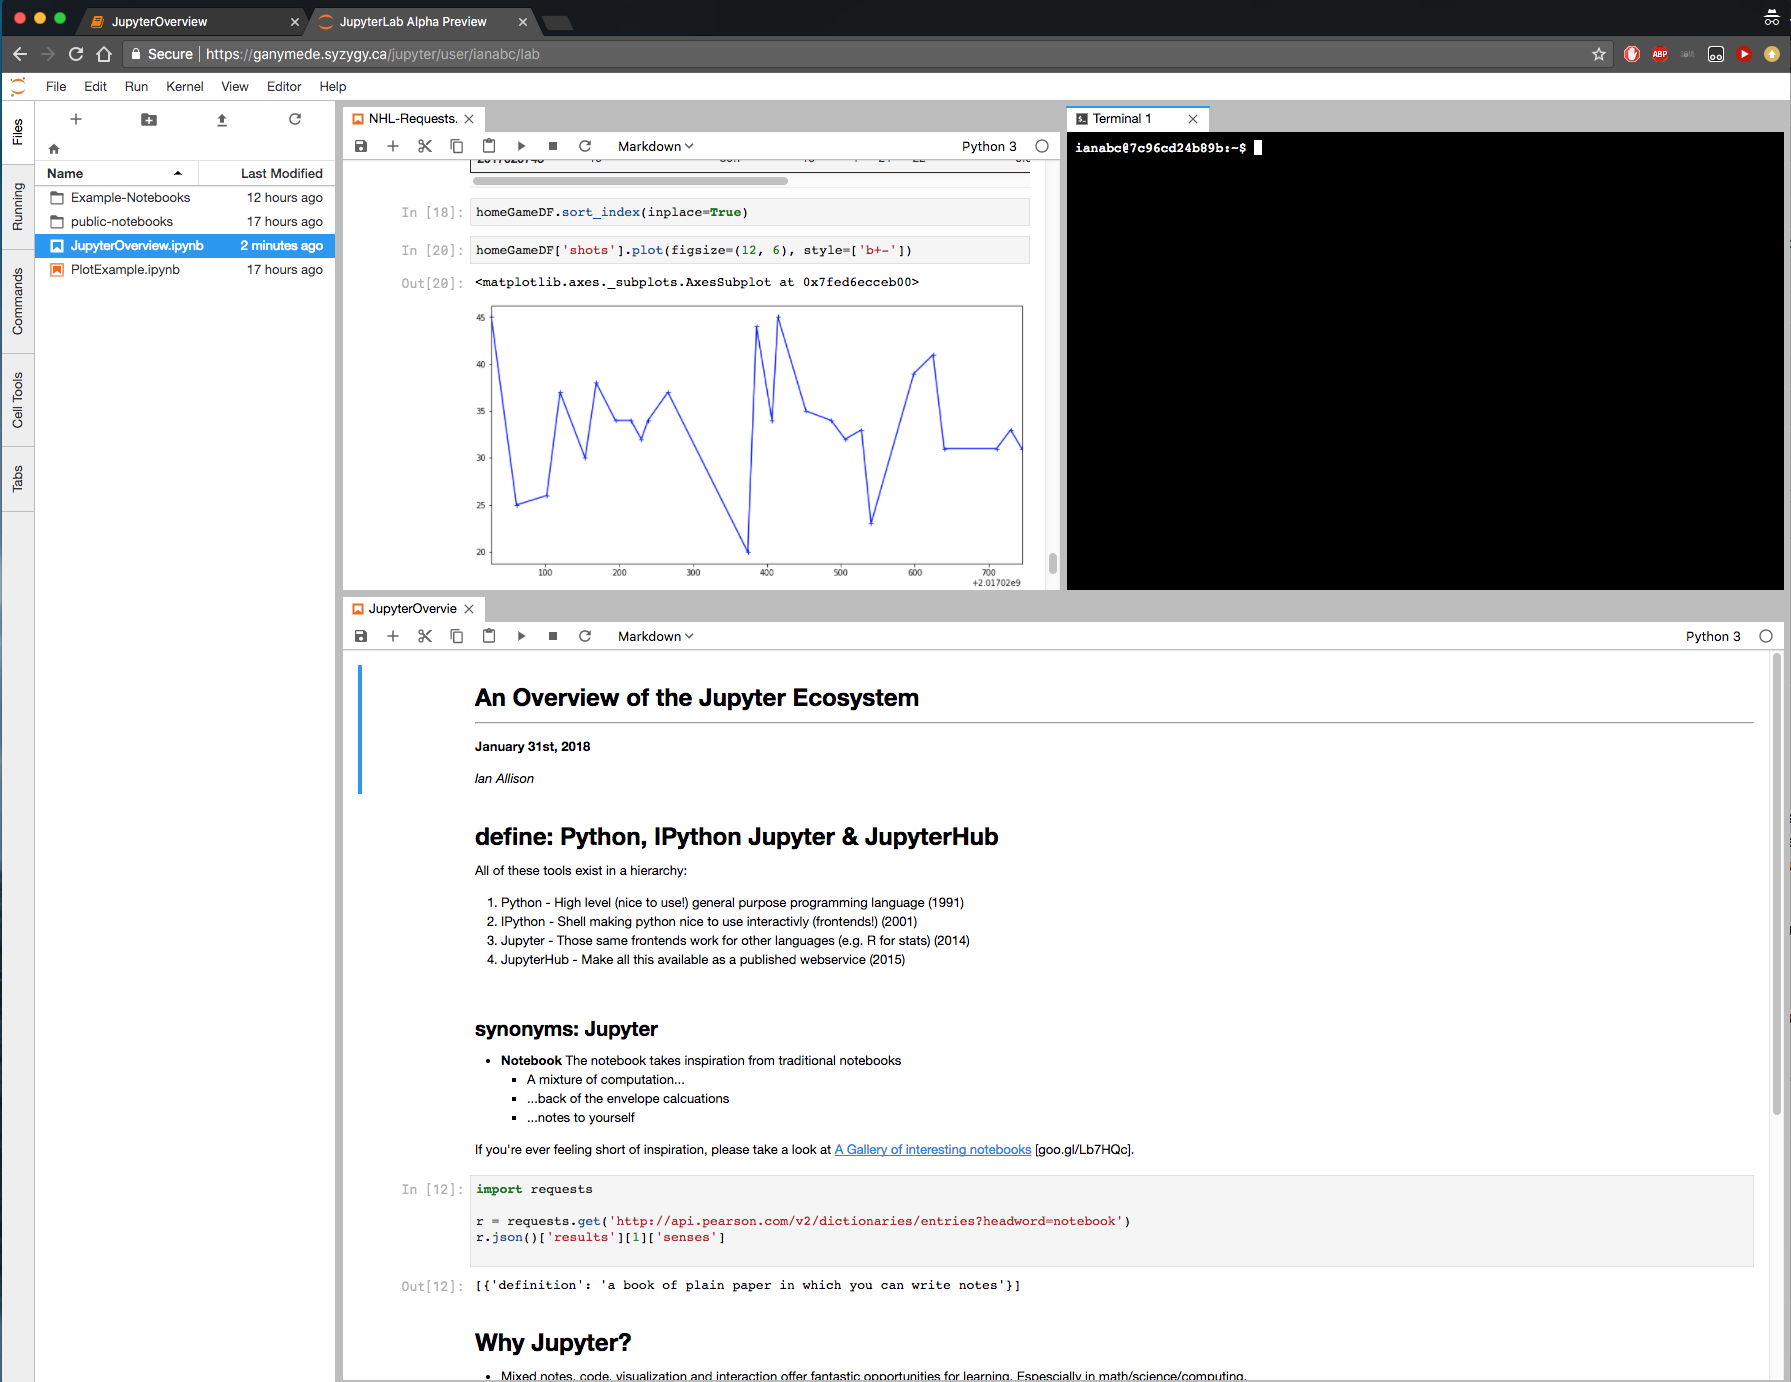 JupyterOverview
JupyterLab Alpha Preview
Secure https://ganymede.syzygy.ca/jupyter/user/ianabc/lab
ABP
File Edit Run Kernel View Editor Help
Files
Running
Commands
Cell Tools
Tabs
Name Last Modified
Example-Notebooks 12 hours ago
public-notebooks 17 hours ago
JupyterOverview.ipynb 2 minutes ago
PlotExample.ipynb 17 hours ago
NHL-Requests.
Markdown Python 3
In [18]: homeGameDF.sort_index(inplace=True)
In [20]: homeGameDF['shots'].plot(figsize=(12, 6), style=['b+-'])
Out[20]: <matplotlib.axes._subplots.AxesSubplot at 0x7fed6ecceb00>
45
40
35
30
25
20
100 200 300 400 500 600 700
+2.01702e9
Terminal 1
ianabc@7c96cd24b89b:~$
JupyterOvervie
Markdown Python 3
An Overview of the Jupyter Ecosystem
January 31st, 2018
Ian Allison
define: Python, IPython Jupyter & JupyterHub
All of these tools exist in a hierarchy:
1. Python - High level (nice to use!) general purpose programming language (1991)
2. IPython - Shell making python nice to use interactivly (frontends!) (2001)
3. Jupyter - Those same frontends work for other languages (e.g. R for stats) (2014)
4. JupyterHub - Make all this available as a published webservice (2015)
synonyms: Jupyter
• Notebook The notebook takes inspiration from traditional notebooks
▪ A mixture of computation...
▪ ...back of the envelope calcuations
▪ ...notes to yourself
If you're ever feeling short of inspiration, please take a look at A Gallery of interesting notebooks [goo.gl/Lb7HQc].
In [12]: import requests
r = requests.get('http://api.pearson.com/v2/dictionaries/entries?headword=notebook')
r.json()['results'][1]['senses']
Out[12]: [{'definition': 'a book of plain paper in which you can write notes'}]
Why Jupyter?
• Mixed notes, code, visualization and interaction offer fantastic opportunities for learning. Especially in math/science/computing.